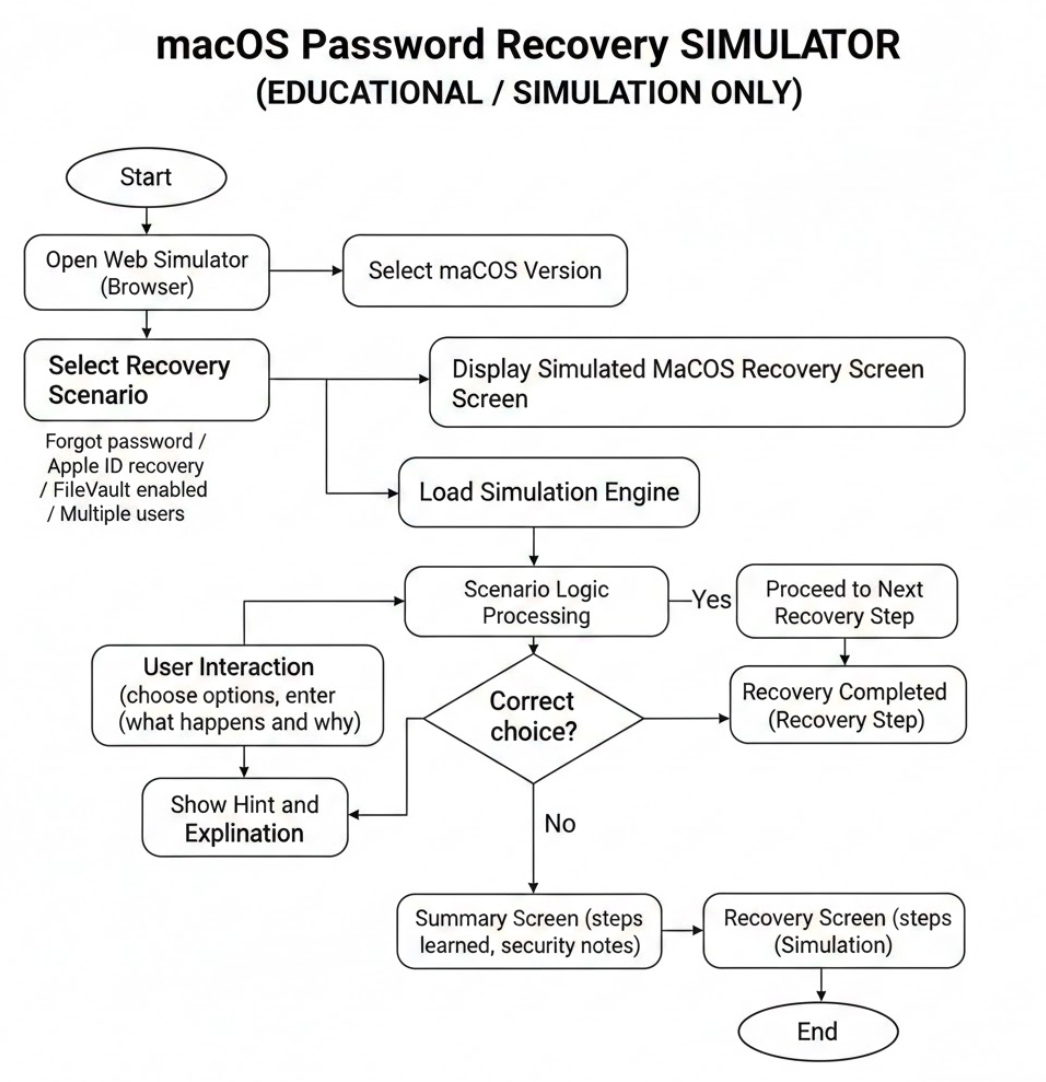 macOS Password Recovery SIMULATOR
(EDUCATIONAL / SIMULATION ONLY)
Start
Open Web Simulator
(Browser)
Select maCOS Version
Select Recovery
Scenario
Forgot password /
Apple ID recovery
/ FileVault enabled
/ Multiple users
Display Simulated MaCOS Recovery Screen
Screen
Load Simulation Engine
Scenario Logic
Processing
Yes
Proceed to Next
Recovery Step
User Interaction
(choose options, enter
(what happens and why)
Correct
choice?
Recovery Completed
(Recovery Step)
Show Hint and
Explination
No
Summary Screen (steps
learned, security notes)
Recovery Screen (steps
(Simulation)
End